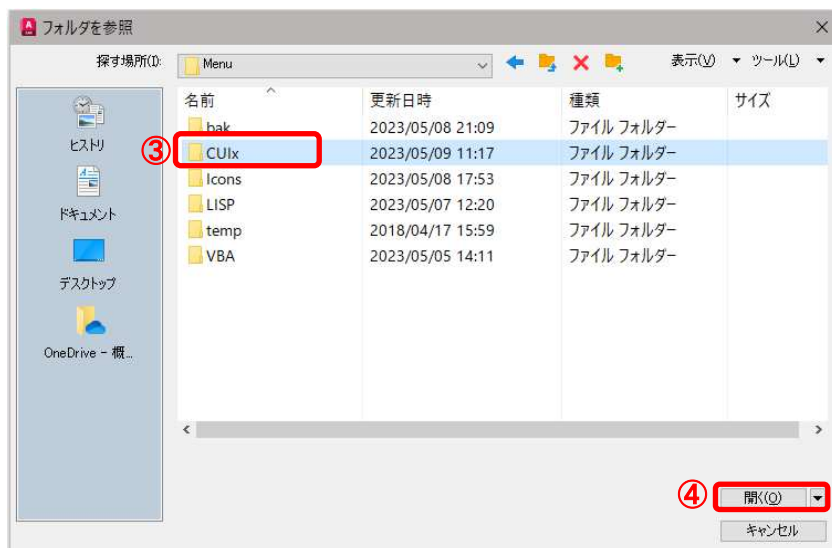 フォルダを参照
探す場所(I):
Menu
表示(V)
ツール(L)
名前
更新日時
種類
サイズ
bak
2023/05/08 21:09
ファイル フォルダー
③
CUIx
2023/05/09 11:17
ファイル フォルダー
Icons
2023/05/08 17:53
ファイル フォルダー
LISP
2023/05/07 12:20
ファイル フォルダー
temp
2018/04/17 15:59
ファイル フォルダー
VBA
2023/05/05 14:11
ファイル フォルダー
ヒストリ
ドキュメント
デスクトップ
OneDrive - 概...
④
開く(O)
キャンセル